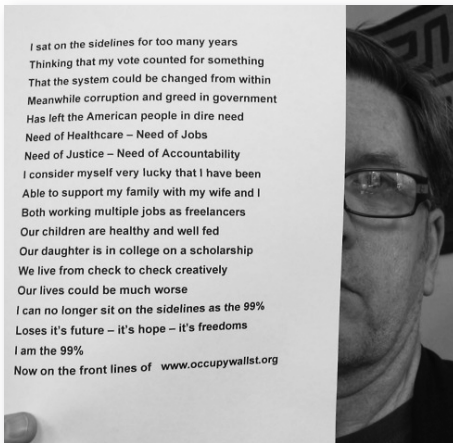 I sat on the sidelines for too many years
Thinking that my vote counted for something
That the system could be changed from within
Meanwhile corruption and greed in government
Has left the American people in dire need
Need of Healthcare – Need of Jobs
Need of Justice – Need of Accountability
I consider myself very lucky that I have been
Able to support my family with my wife and I
Both working multiple jobs as freelancers
Our children are healthy and well fed
Our daughter is in college on a scholarship
We live from check to check creatively
Our lives could be much worse
I can no longer sit on the sidelines as the 99%
Loses it's future – it's hope – it's freedoms
I am the 99%
Now on the front lines of www.occupywallst.org